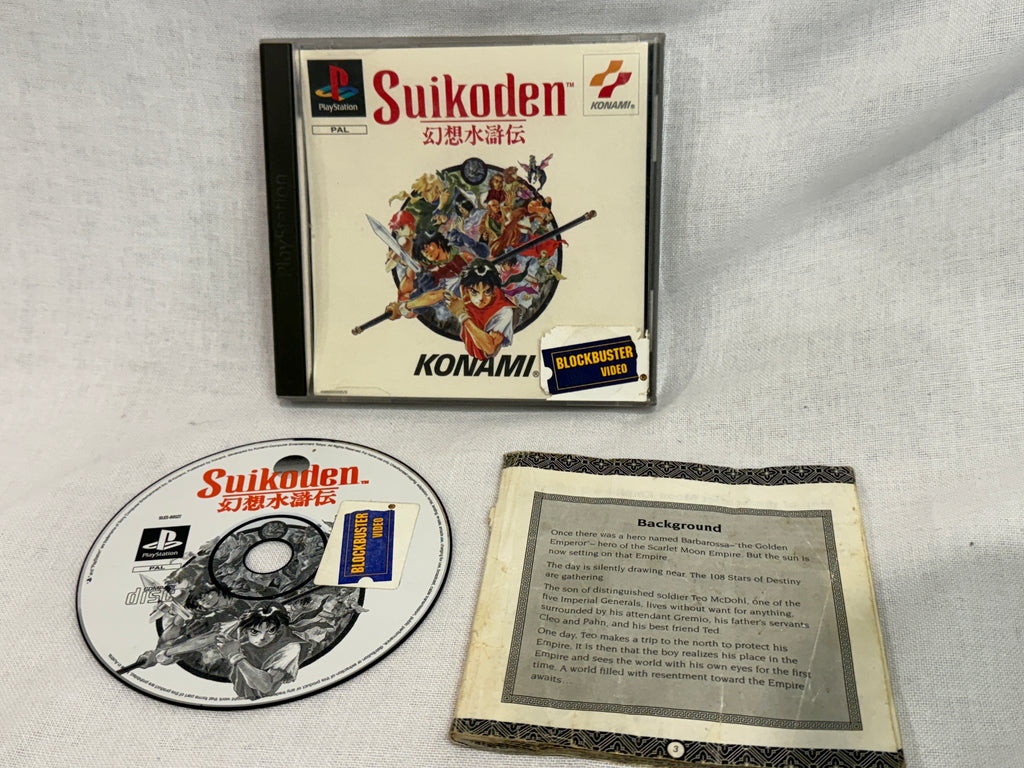 PlayStation
PAL
Suikoden™
幻想水滸伝
KONAMI®
KONAMI®
BLOCKBUSTER
VIDEO
PlayStation
Suikoden™
幻想水滸伝
PlayStation
PAL
BLOCKBUSTER
VIDEO
disc
Background
Once there was a hero named Barbarossa—"the Golden
Emperor"— hero of the Scarlet Moon Empire. But the sun is
now setting on that Empire.
The day is silently drawing near. The 108 Stars of Destiny
are gathering.
The son of distinguished soldier Teo McDohl, one of the
five Imperial Generals, lives without want for anything,
surrounded by his attendant Gremio, his father's servants
Cleo and Pahn, and his best friend Ted.
One day, Teo makes a trip to the north to protect his
Empire. It is then that the boy realizes his place in the
Empire and sees the world with his own eyes for the first
time. A world filled with resentment toward the Empire
awaits ...
3